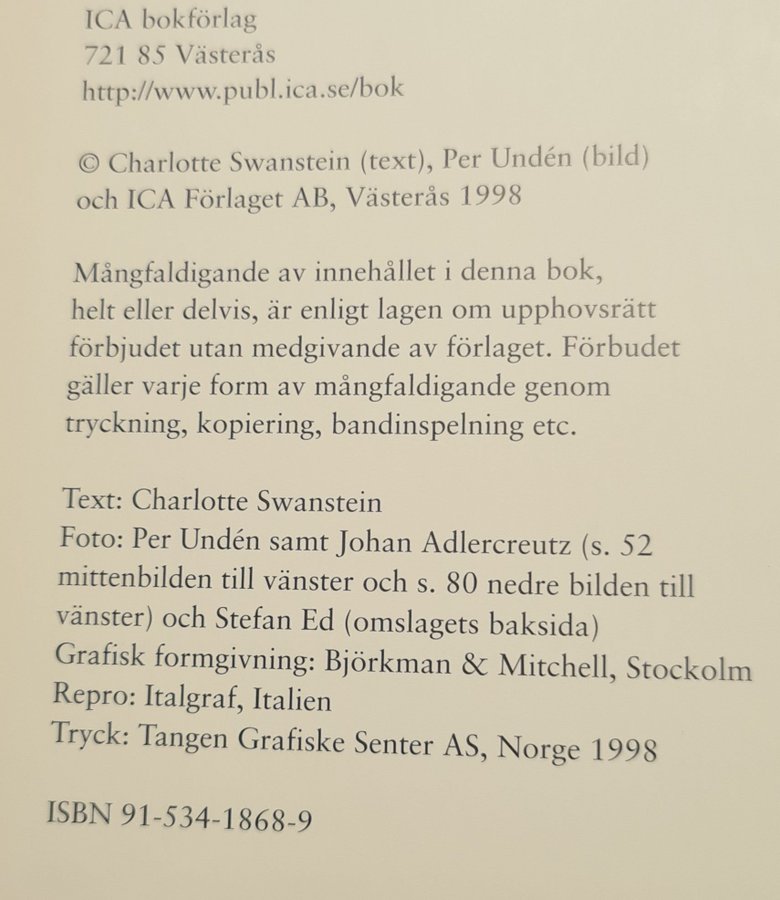 ICA bokförlag
721 85 Västerås
http://www.publ.ica.se/bok
© Charlotte Swanstein (text), Per Undén (bild)
och ICA Förlaget AB, Västerås 1998
Mångfaldigande av innehållet i denna bok,
helt eller delvis, är enligt lagen om upphovsrätt
förbjudet utan medgivande av förlaget. Förbudet
gäller varje form av mångfaldigande genom
tryckning, kopiering, bandinspelning etc.
Text: Charlotte Swanstein
Foto: Per Undén samt Johan Adlercreutz (s. 52
mittenbilden till vänster och s. 80 nedre bilden till
vänster) och Stefan Ed (omslagets baksida)
Grafisk formgivning: Björkman & Mitchell, Stockolm
Repro: Italgraf, Italien
Tryck: Tangen Grafiske Senter AS, Norge 1998
ISBN 91-534-1868-9